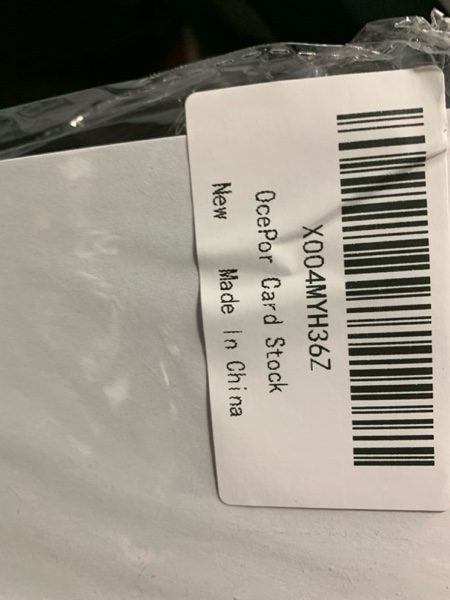 X004MYH36Z
OcePor Card Stock
New Made in China